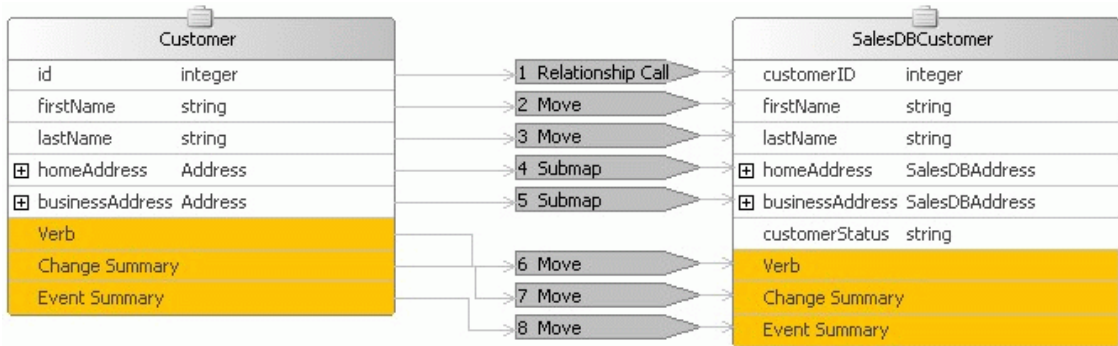 Customer
id integer
firstName string
lastName string
homeAddress Address
businessAddress Address
Verb
Change Summary
Event Summary
1 Relationship Call
2 Move
3 Move
4 Submap
5 Submap
6 Move
7 Move
8 Move
SalesDBCustomer
customerID integer
firstName string
lastName string
homeAddress SalesDBAddress
businessAddress SalesDBAddress
customerStatus string
Verb
Change Summary
Event Summary